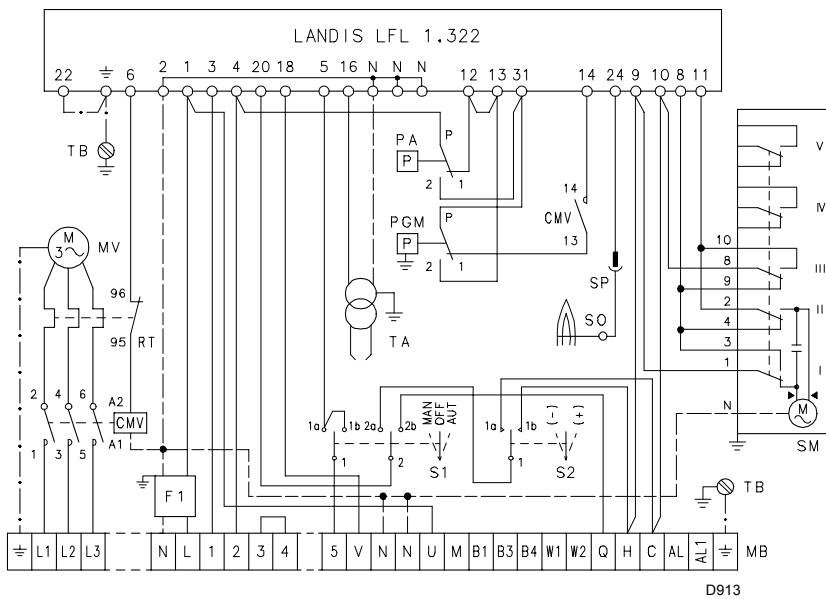 LANDIS LFL 1.322
N N N
22 6 2 1 3 4 20 18 5 16 12 13 31 14 24 9 10 8 11
TB
PA P P
2 1
14
CMV
13
PGM P P
2 1
V
IV
10
8 III
9
2 II
4
3
1 I
N
M
SM
M
3
MV
96
95 RT
SP
SO
TA
2 4 6 A2
CMV
1 3 5 A1
1a 1b 2a 2b MAN OFF AUT
1 2 S1
1a 1b (-) (+)
1 S2
F1
TB
L1 L2 L3 N L 1 2 3 4 5 V N N U M B1 B3 B4 W1 W2 Q H C AL AL1 MB
D913